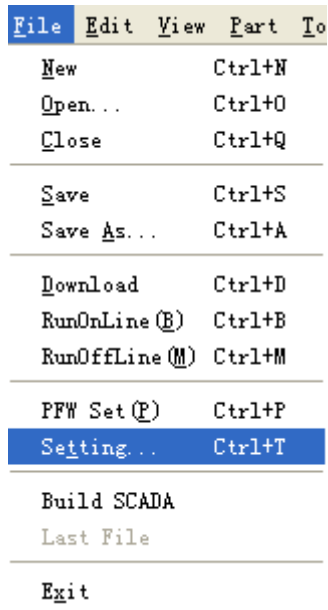 File Edit View Part To
New Ctrl+N
Open... Ctrl+O
Close Ctrl+Q
Save Ctrl+S
Save As... Ctrl+A
Download Ctrl+D
RunOnLine(B) Ctrl+B
RunOffLine(M) Ctrl+M
PFW Set(P) Ctrl+P
Setting... Ctrl+T
Build SCADA
Last File
Exit